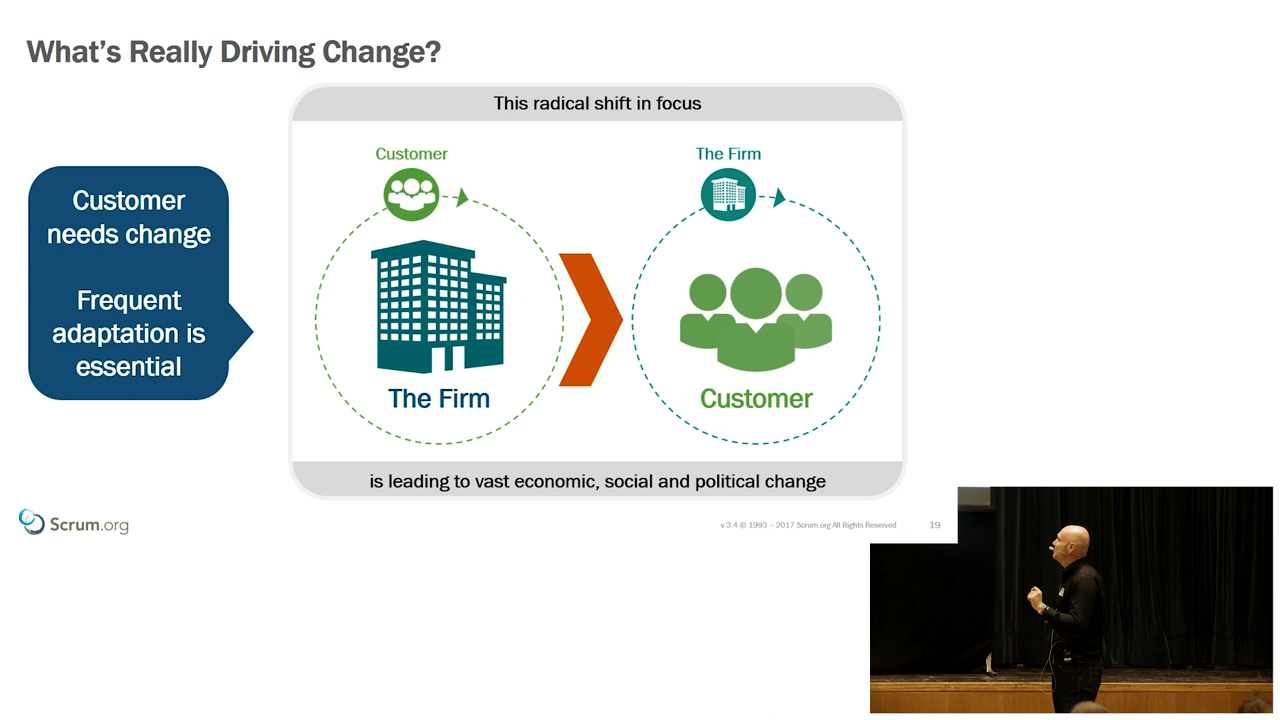 What's Really Driving Change?
This radical shift in focus
Customer
needs change
Frequent
adaptation is
essential
Customer
The Firm
The Firm
Customer
is leading to vast economic, social and political change
Scrum.org
v 3.4 © 1993 – 2017 Scrum.org All Rights Reserved
19